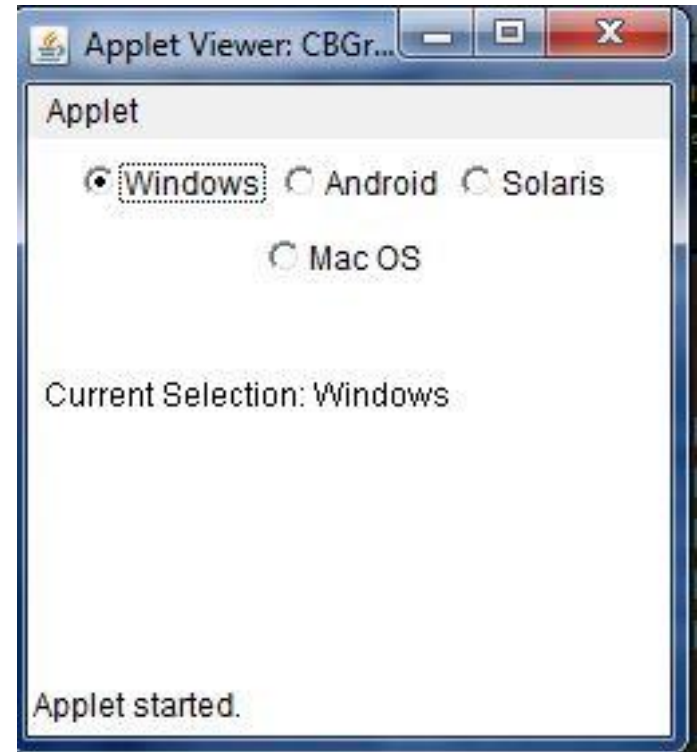 Applet Viewer: CBGr...
Applet
Windows Android Solaris
Mac OS
Current Selection: Windows
Applet started.